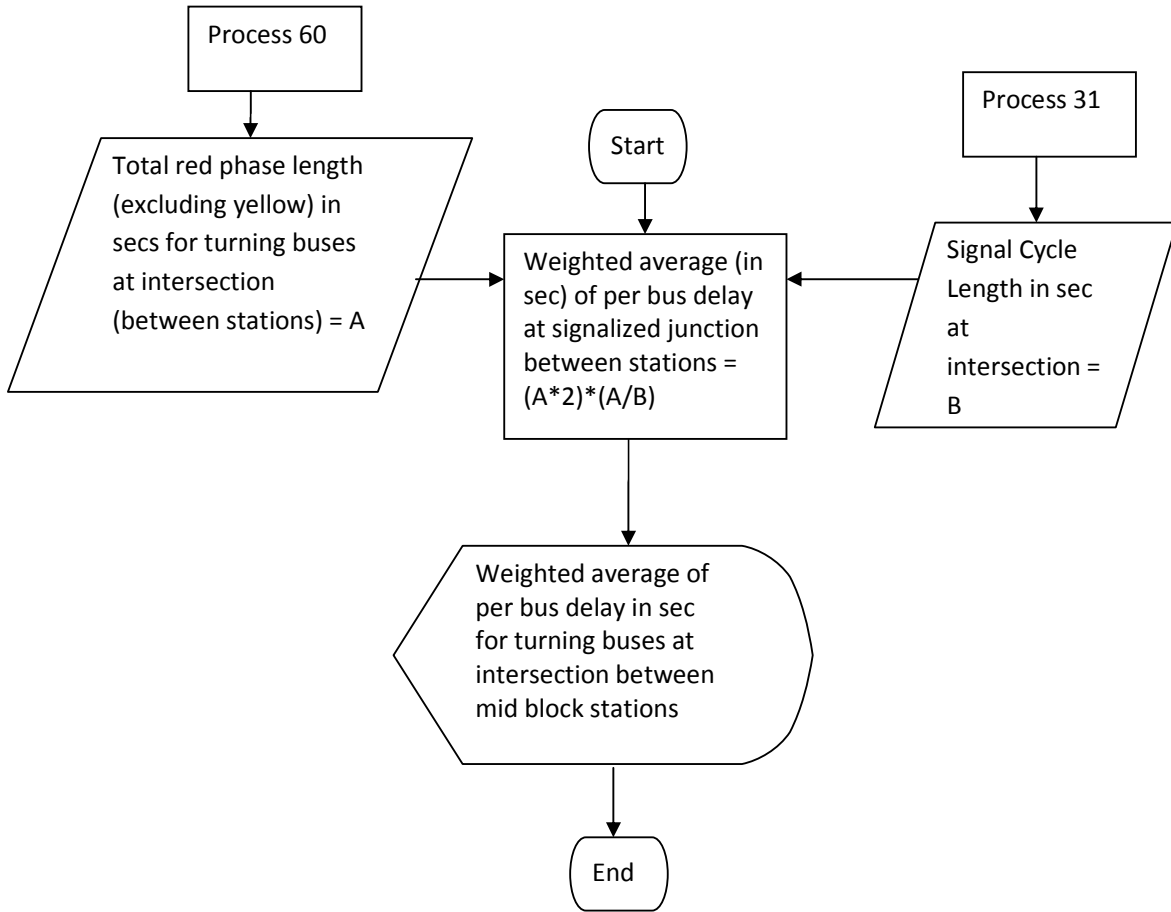 Process 60
Total red phase length
(excluding yellow) in
secs for turning buses
at intersection
(between stations) = A
Start
Process 31
Weighted average (in
sec) of per bus delay
at signalized junction
between stations =
(A*2)*(A/B)
Signal Cycle
Length in sec
at
intersection =
B
Weighted average of
per bus delay in sec
for turning buses at
intersection between
mid block stations
End